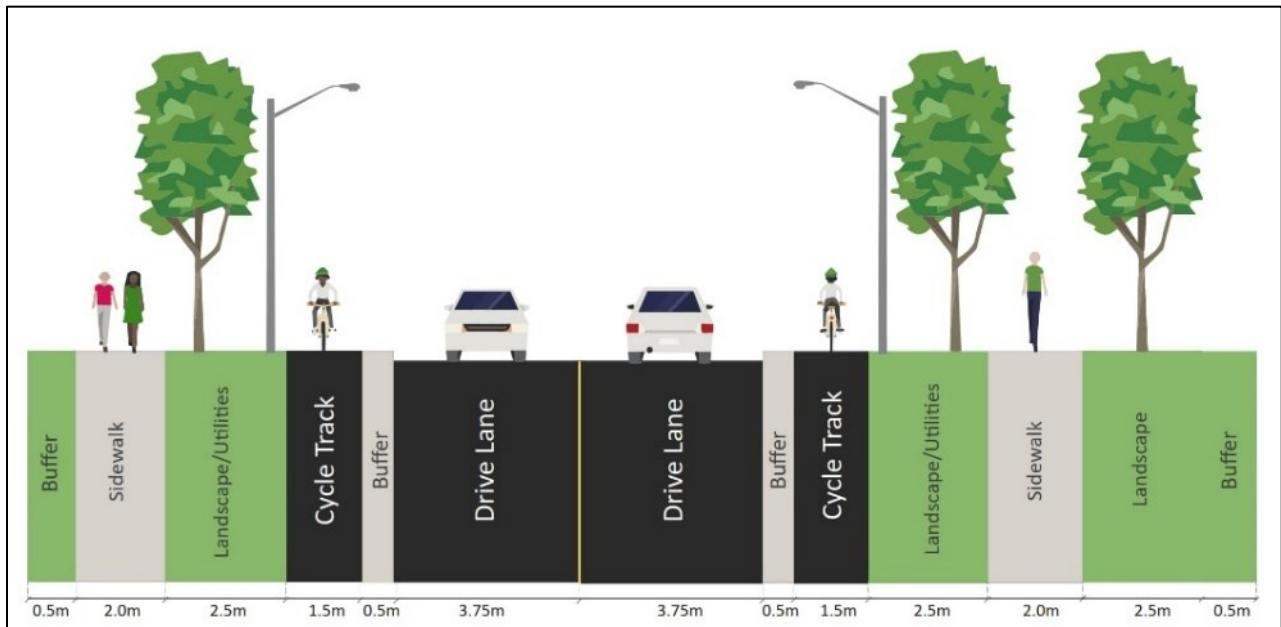 Buffer
Sidewalk
Landscape/Utilities
Cycle Track
Buffer
Drive Lane
Drive Lane
Buffer
Cycle Track
Landscape/Utilities
Sidewalk
Landscape
Buffer
0.5m 2.0m 2.5m 1.5m 0.5m 3.75m 3.75m 0.5m 1.5m 2.5m 2.0m 2.5m 0.5m